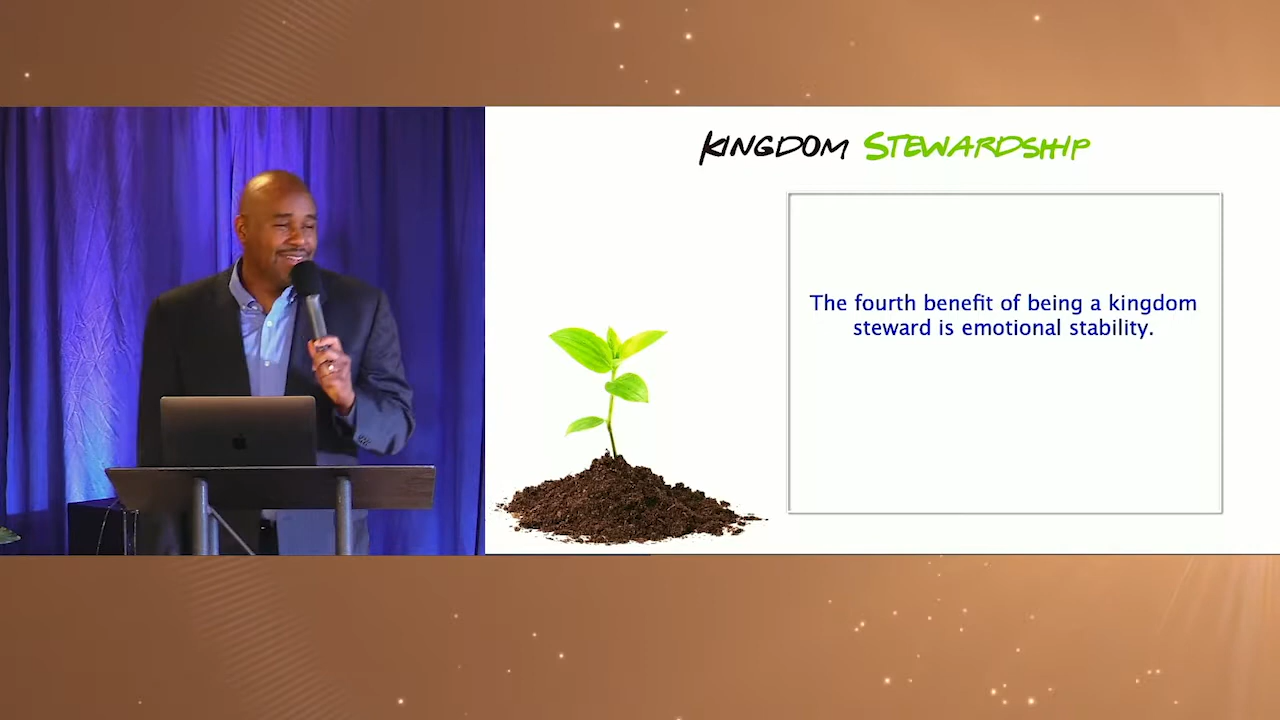 KINGDOM STEWARDSHIP
The fourth benefit of being a kingdom
steward is emotional stability.